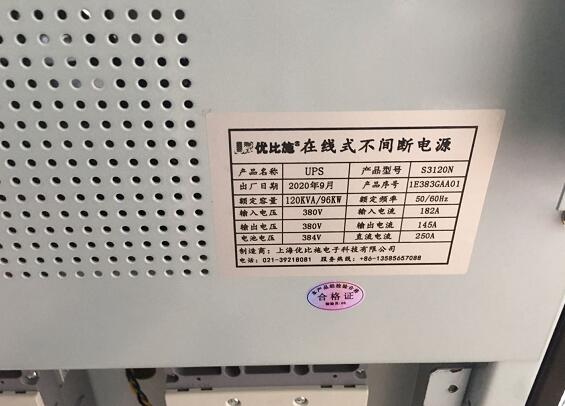 优比施® 在线式不间断电源
产品名称 UPS 产品型号 S3120N
出厂日期 2020年9月 产品序号 1E383GAA01
额定容量 120KVA/96KW 额定频率 50/60Hz
输入电压 380V 输入电流 182A
输出电压 380V 输出电流 145A
电池电压 384V 直流电流 250A
制造商：上海优比施电子科技有限公司
电话：021-39218081 服务热线：+86-13585657088
合格证